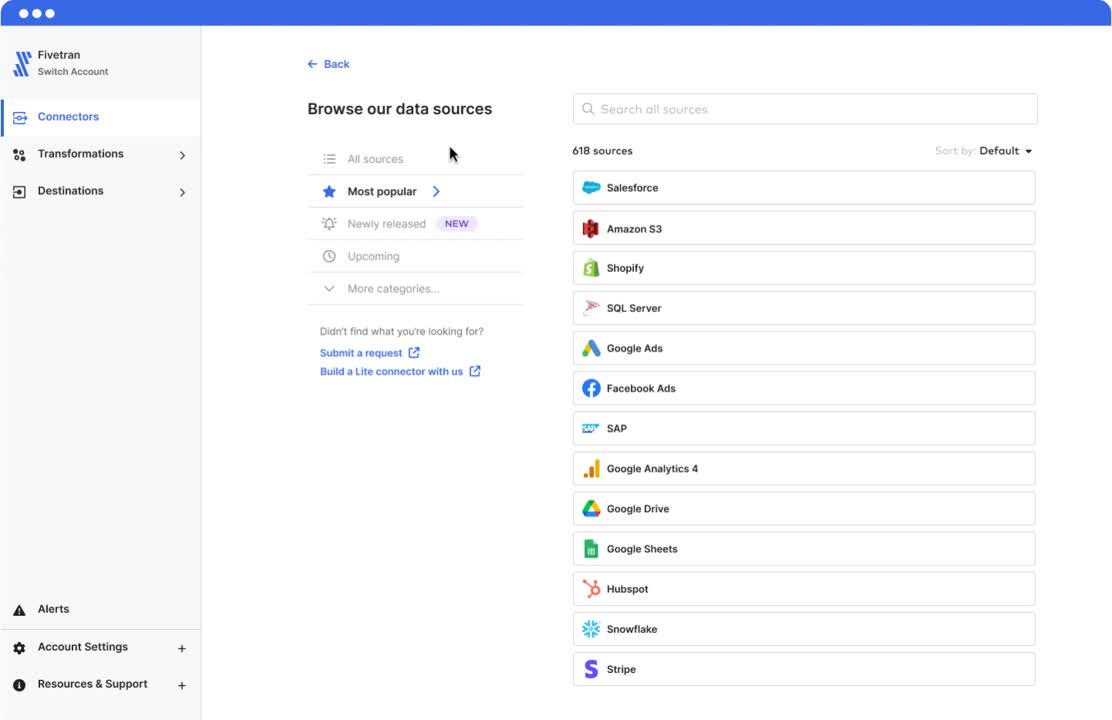 Fivetran
Switch Account
Connectors
Transformations
Destinations
Alerts
Account Settings
Resources & Support
Back
Browse our data sources
All sources
Most popular
Newly released NEW
Upcoming
More categories...
Didn't find what you're looking for?
Submit a request
Build a Lite connector with us
Search all sources
618 sources Sort by: Default
Salesforce
Amazon S3
Shopify
SQL Server
Google Ads
Facebook Ads
SAP SAP
Google Analytics 4
Google Drive
Google Sheets
Hubspot
Snowflake
Stripe